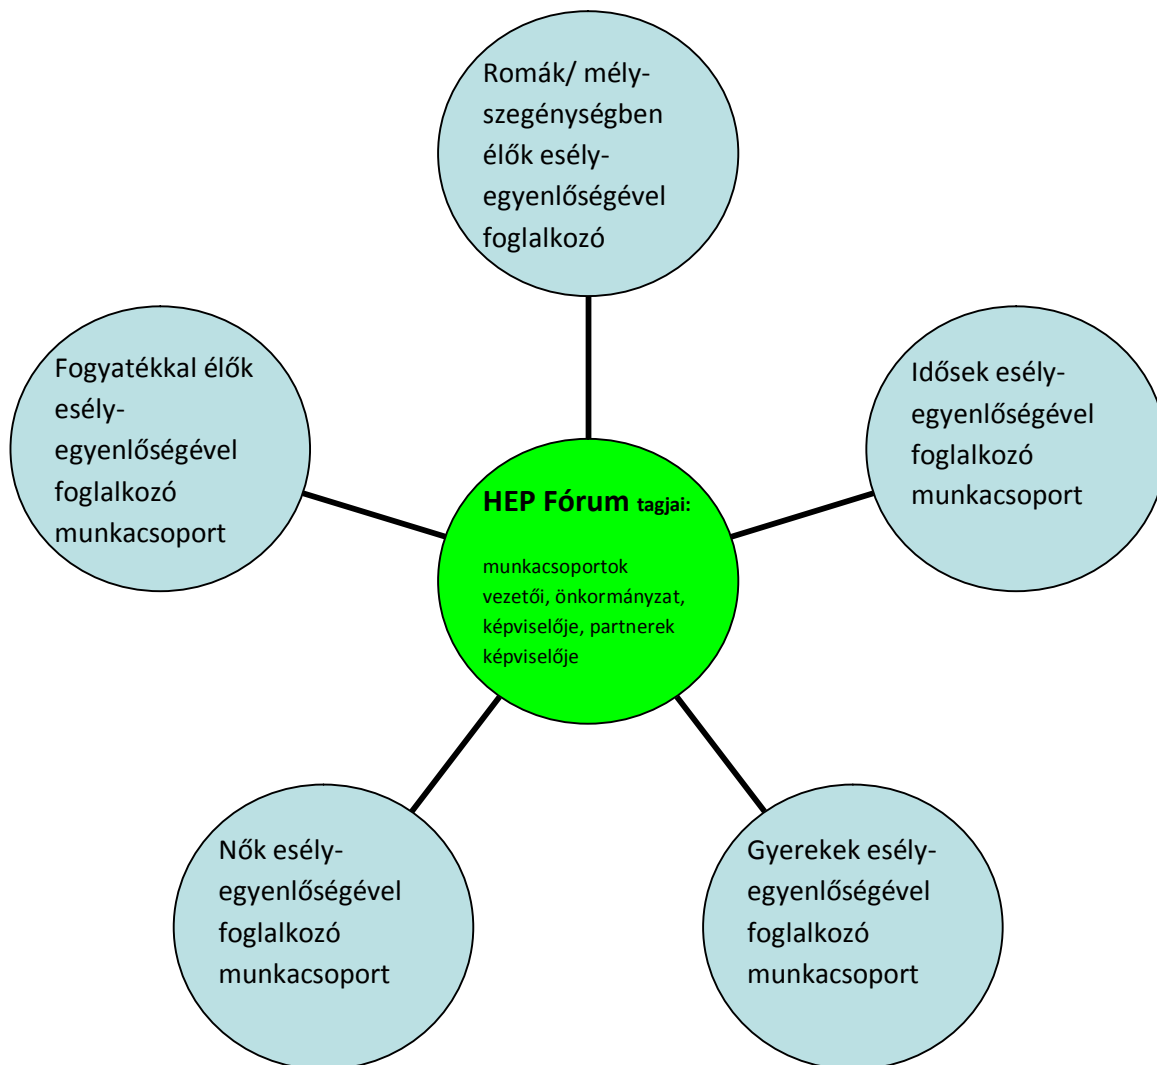 Romák/ mély-
szegénységben
élők esély-
egyenlőségével
foglalkozó
Fogyatékkal élők
esély-
egyenlőségével
foglalkozó
munkacsoport
Idősek esély-
egyenlőségével
foglalkozó
munkacsoport
HEP Fórum tagjai:
munkacsoportok
vezetői, önkormányzat,
képviselője, partnerek
képviselője
Nők esély-
egyenlőségével
foglalkozó
munkacsoport
Gyerekek esély-
egyenlőségével
foglalkozó
munkacsoport